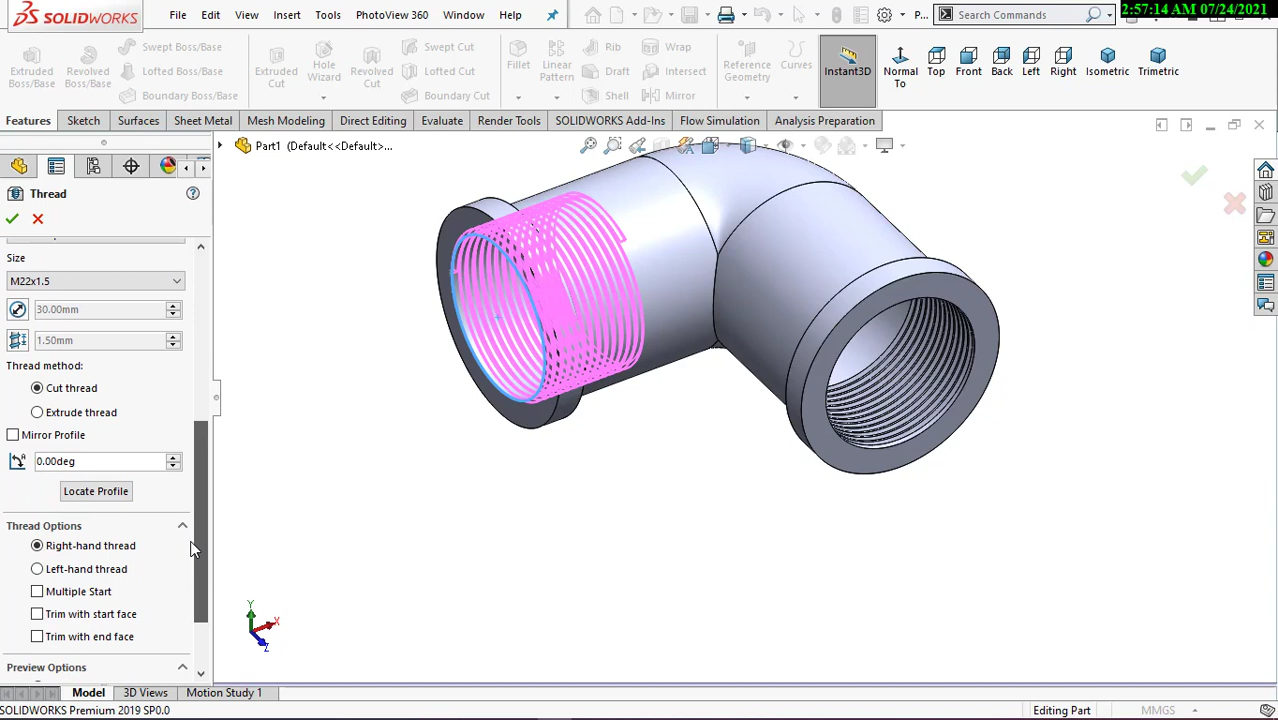 SOLIDWORKS
File Edit View Insert Tools PhotoView 360 Window Help
P...
Search Commands
2:57:14 AM 07/24/2021
Extruded Boss/Base
Revolved Boss/Base
Swept Boss/Base
Lofted Boss/Base
Boundary Boss/Base
Extruded Cut
Hole Wizard
Revolved Cut
Swept Cut
Lofted Cut
Boundary Cut
Fillet
Linear Pattern
Rib
Draft
Shell
Wrap
Intersect
Mirror
Reference Geometry
Curves
Instant3D
Normal To
Top
Front
Back
Left
Right
Isometric
Trimetric
Features Sketch Surfaces Sheet Metal Mesh Modeling Direct Editing Evaluate Render Tools SOLIDWORKS Add-Ins Flow Simulation Analysis Preparation
Part1 (Default<<Default>...
Thread
Size
M22x1.5
30.00mm
1.50mm
Thread method:
Cut thread
Extrude thread
Mirror Profile
0.00deg
Locate Profile
Thread Options
Right-hand thread
Left-hand thread
Multiple Start
Trim with start face
Trim with end face
Preview Options
Y
X
Z
Model 3D Views Motion Study 1
SOLIDWORKS Premium 2019 SP0.0
Editing Part
MMGS